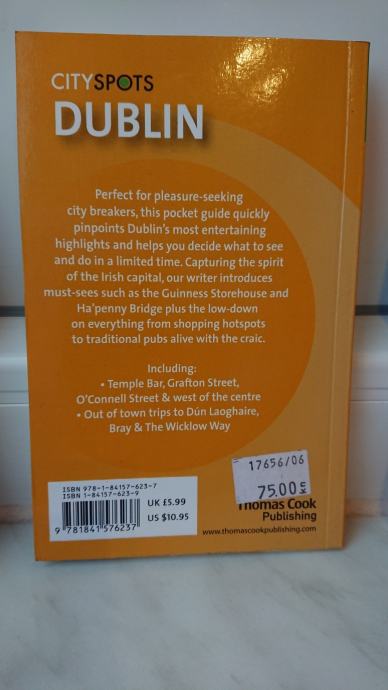 CITYSPOTS
DUBLIN
Perfect for pleasure-seeking
city breakers, this pocket guide quickly
pinpoints Dublin's most entertaining
highlights and helps you decide what to see
and do in a limited time. Capturing the spirit
of the Irish capital, our writer introduces
must-sees such as the Guinness Storehouse and
Ha'penny Bridge plus the low-down
on everything from shopping hotspots
to traditional pubs alive with the craic.
Including:
• Temple Bar, Grafton Street,
O'Connell Street & west of the centre
• Out of town trips to Dún Laoghaire,
Bray & The Wicklow Way
ISBN 978-1-84157-623-7
ISBN 1-84157-623-9
9 781841 576237
UK £5.99
US $10.95
17656/06
75.00
Thomas Cook
Publishing
www.thomascookpublishing.com